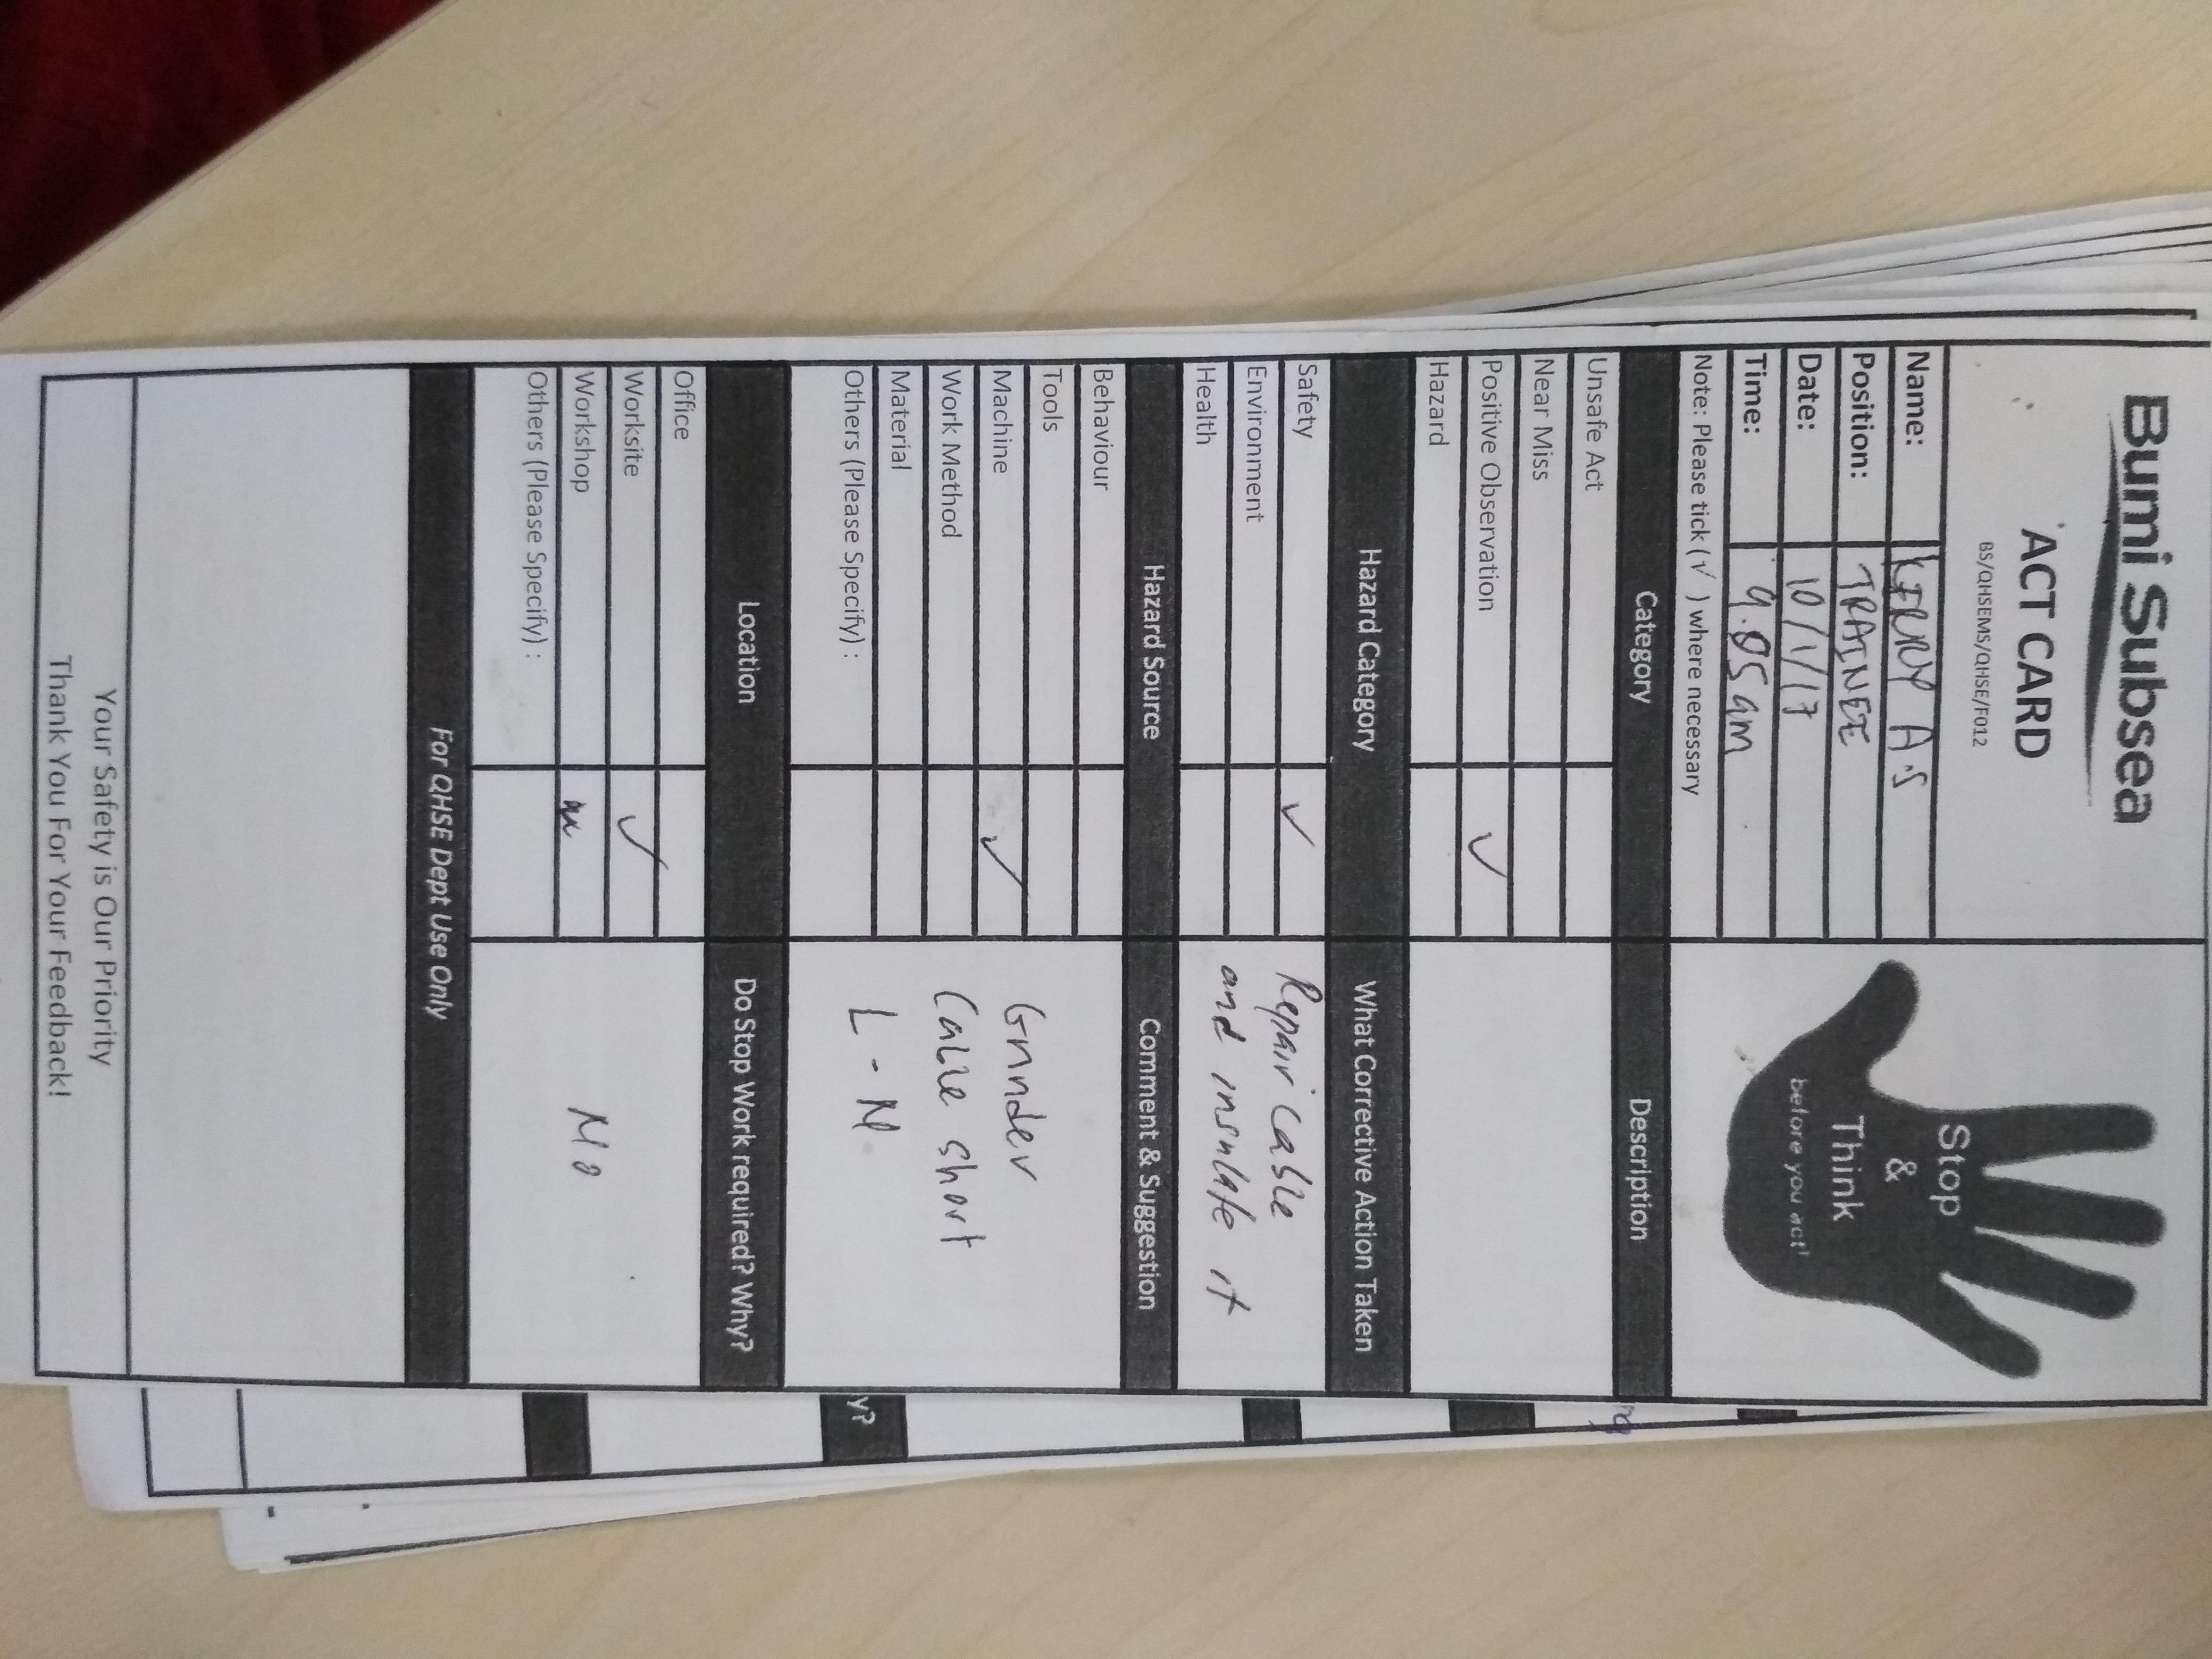 Bumi Subsea
ACT CARD
BS/QHSEMS/QHSE/F012
Stop
&
Think
before you act!
Name: KERRY A.S
Position: TRAINEE
Date: 10/1/17
Time: 9.05am
Note: Please tick (√ ) where necessary
Category Description
Unsafe Act
Near Miss
Positive Observation ✓
Hazard
Hazard Category What Corrective Action Taken
Safety ✓ Repair Cable
Environment and insulate it
Health
Hazard Source Comment & Suggestion
Behaviour
Tools
Machine ✓ Grinder
Work Method Cable short
Material L - N
Others (Please Specify) :
Location Do Stop Work required? Why?
Office
Worksite ✓
Workshop No
Others (Please Specify) :
For QHSE Dept Use Only
Your Safety is Our Priority
Thank You For Your Feedback!
y?